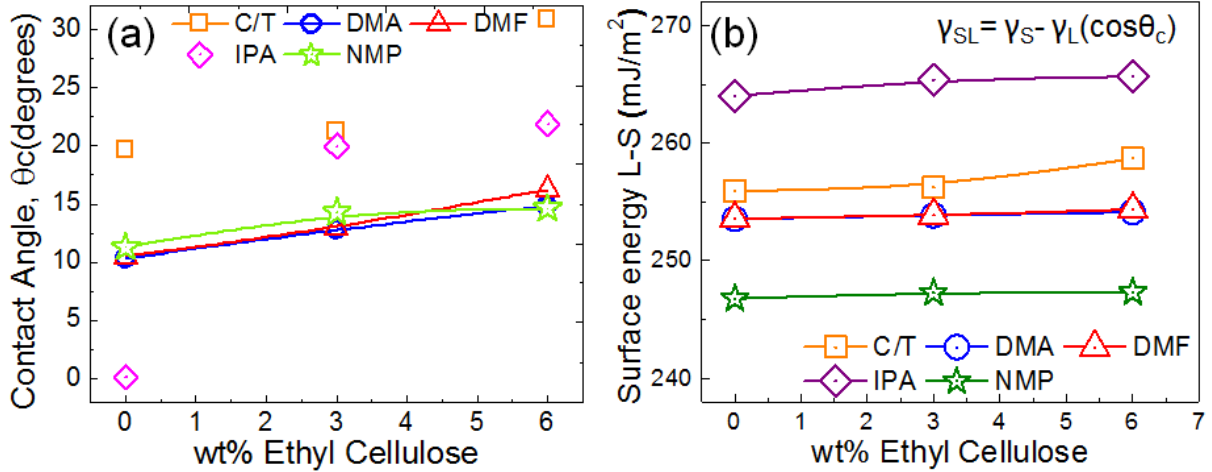 (a)
C/T DMA DMF
IPA NMP
Contact Angle, θc(degrees)
30
25
20
15
10
5
0
0 1 2 3 4 5 6
wt% Ethyl Cellulose
(b)
γSL= γS- γL(cosθc)
Surface energy L-S (mJ/m²)
260
250
240
C/T DMA DMF
IPA NMP
0 1 2 3 4 5 6 7
wt% Ethyl Cellulose